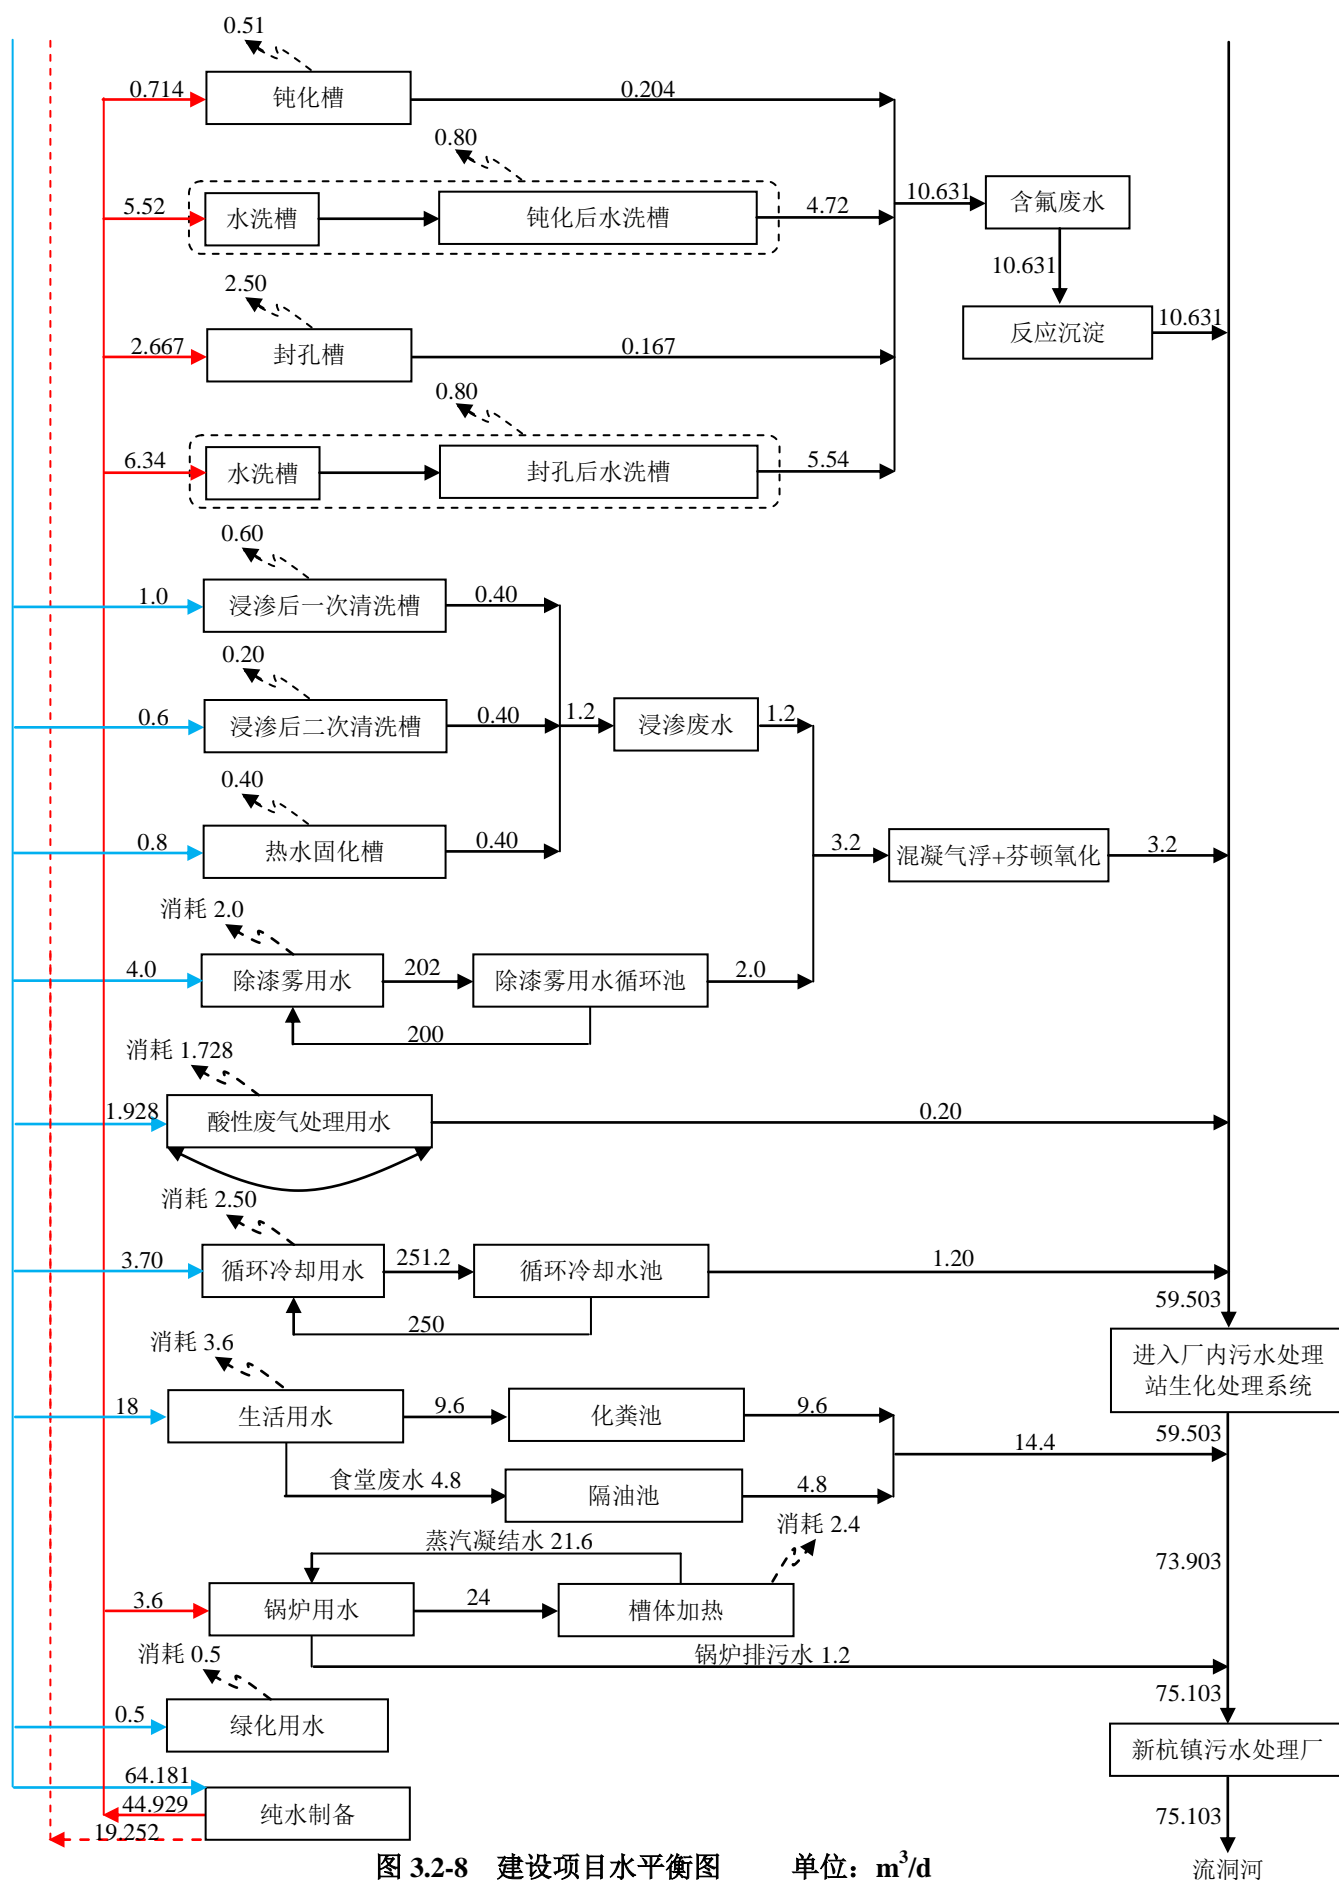 0.51
0.714
钝化槽
0.204
0.80
5.52
水洗槽
钝化后水洗槽
4.72
10.631
含氟废水
10.631
2.50
2.667
封孔槽
0.167
反应沉淀
10.631
0.80
6.34
水洗槽
封孔后水洗槽
5.54
0.60
1.0
浸渗后一次清洗槽
0.40
0.20
0.6
浸渗后二次清洗槽
0.40
1.2
浸渗废水
1.2
0.40
0.8
热水固化槽
0.40
3.2
混凝气浮+芬顿氧化
3.2
消耗 2.0
4.0
除漆雾用水
202
除漆雾用水循环池
2.0
200
消耗 1.728
1.928
酸性废气处理用水
0.20
消耗 2.50
3.70
循环冷却用水
251.2
循环冷却水池
1.20
250
59.503
进入厂内污水处理
站生化处理系统
消耗 3.6
18
生活用水
9.6
化粪池
9.6
59.503
14.4
食堂废水 4.8
隔油池
4.8
消耗 2.4
蒸汽凝结水 21.6
73.903
3.6
锅炉用水
24
槽体加热
锅炉排污水 1.2
消耗 0.5
75.103
0.5
绿化用水
新杭镇污水处理厂
64.181
44.929
纯水制备
19.252
75.103
流洞河
图 3.2-8 建设项目水平衡图 单位：m³/d